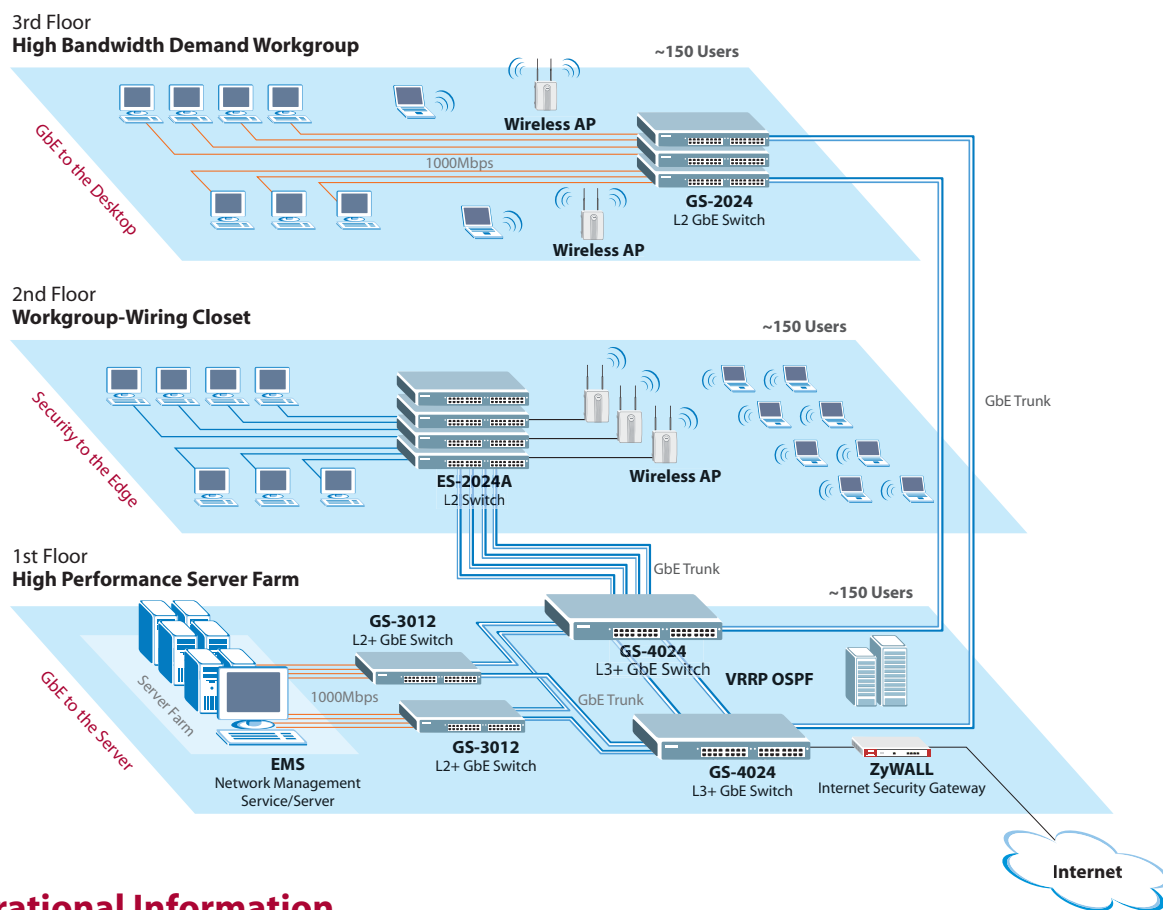 3rd Floor
High Bandwidth Demand Workgroup
~150 Users
GbE to the Desktop
Wireless AP
1000Mbps
GS-2024
L2 GbE Switch
Wireless AP
2nd Floor
Workgroup-Wiring Closet
~150 Users
Security to the Edge
GbE Trunk
ES-2024A
L2 Switch
Wireless AP
1st Floor
High Performance Server Farm
GbE Trunk
~150 Users
GS-3012
L2+ GbE Switch
GS-4024
L3+ GbE Switch
VRRP OSPF
GbE to the Server
Server Farm
1000Mbps
GbE Trunk
GS-3012
L2+ GbE Switch
EMS
Network Management
Service/Server
GS-4024
L3+ GbE Switch
ZyWALL
Internet Security Gateway
Internet
rational Information